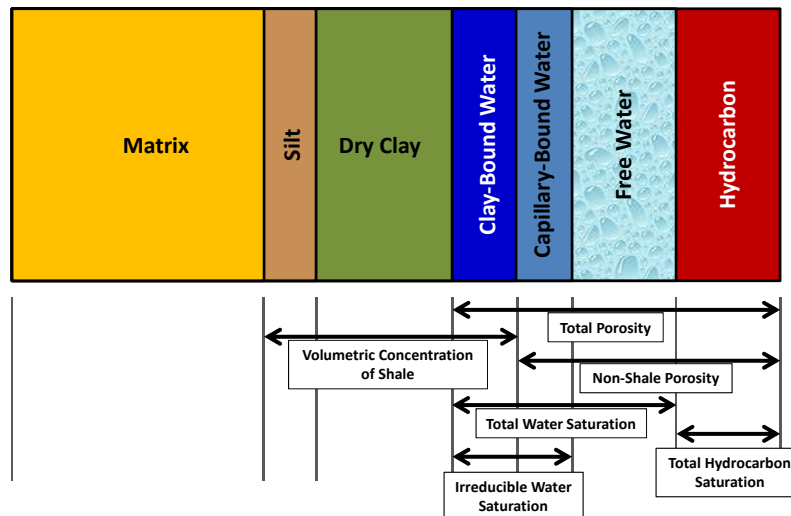 Matrix
Silt
Dry Clay
Clay-Bound Water
Capillary-Bound Water
Free Water
Hydrocarbon
Total Porosity
Volumetric Concentration
of Shale
Non-Shale Porosity
Total Water Saturation
Total Hydrocarbon
Saturation
Irreducible Water
Saturation